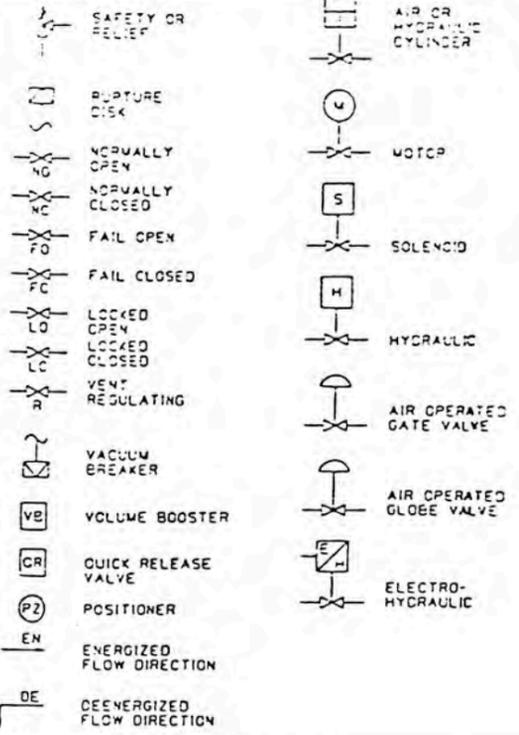 SAFETY OR
RELIEF
RUPTURE
DISK
NO
NORMALLY
OPEN
NC
NORMALLY
CLOSED
FO
FAIL OPEN
FC
FAIL CLOSED
LO
LOCKED
OPEN
LC
LOCKED
CLOSED
R
VENT
REGULATING
VACUUM
BREAKER
VB
VOLUME BOOSTER
QR
QUICK RELEASE
VALVE
PZ
POSITIONER
EN
ENERGIZED
FLOW DIRECTION
DE
DEENERGIZED
FLOW DIRECTION
AIR OR
HYDRAULIC
CYLINDER
M
MOTOR
S
SOLENOID
H
HYDRAULIC
AIR OPERATED
GATE VALVE
AIR OPERATED
GLOBE VALVE
E
H
ELECTRO-
HYDRAULIC